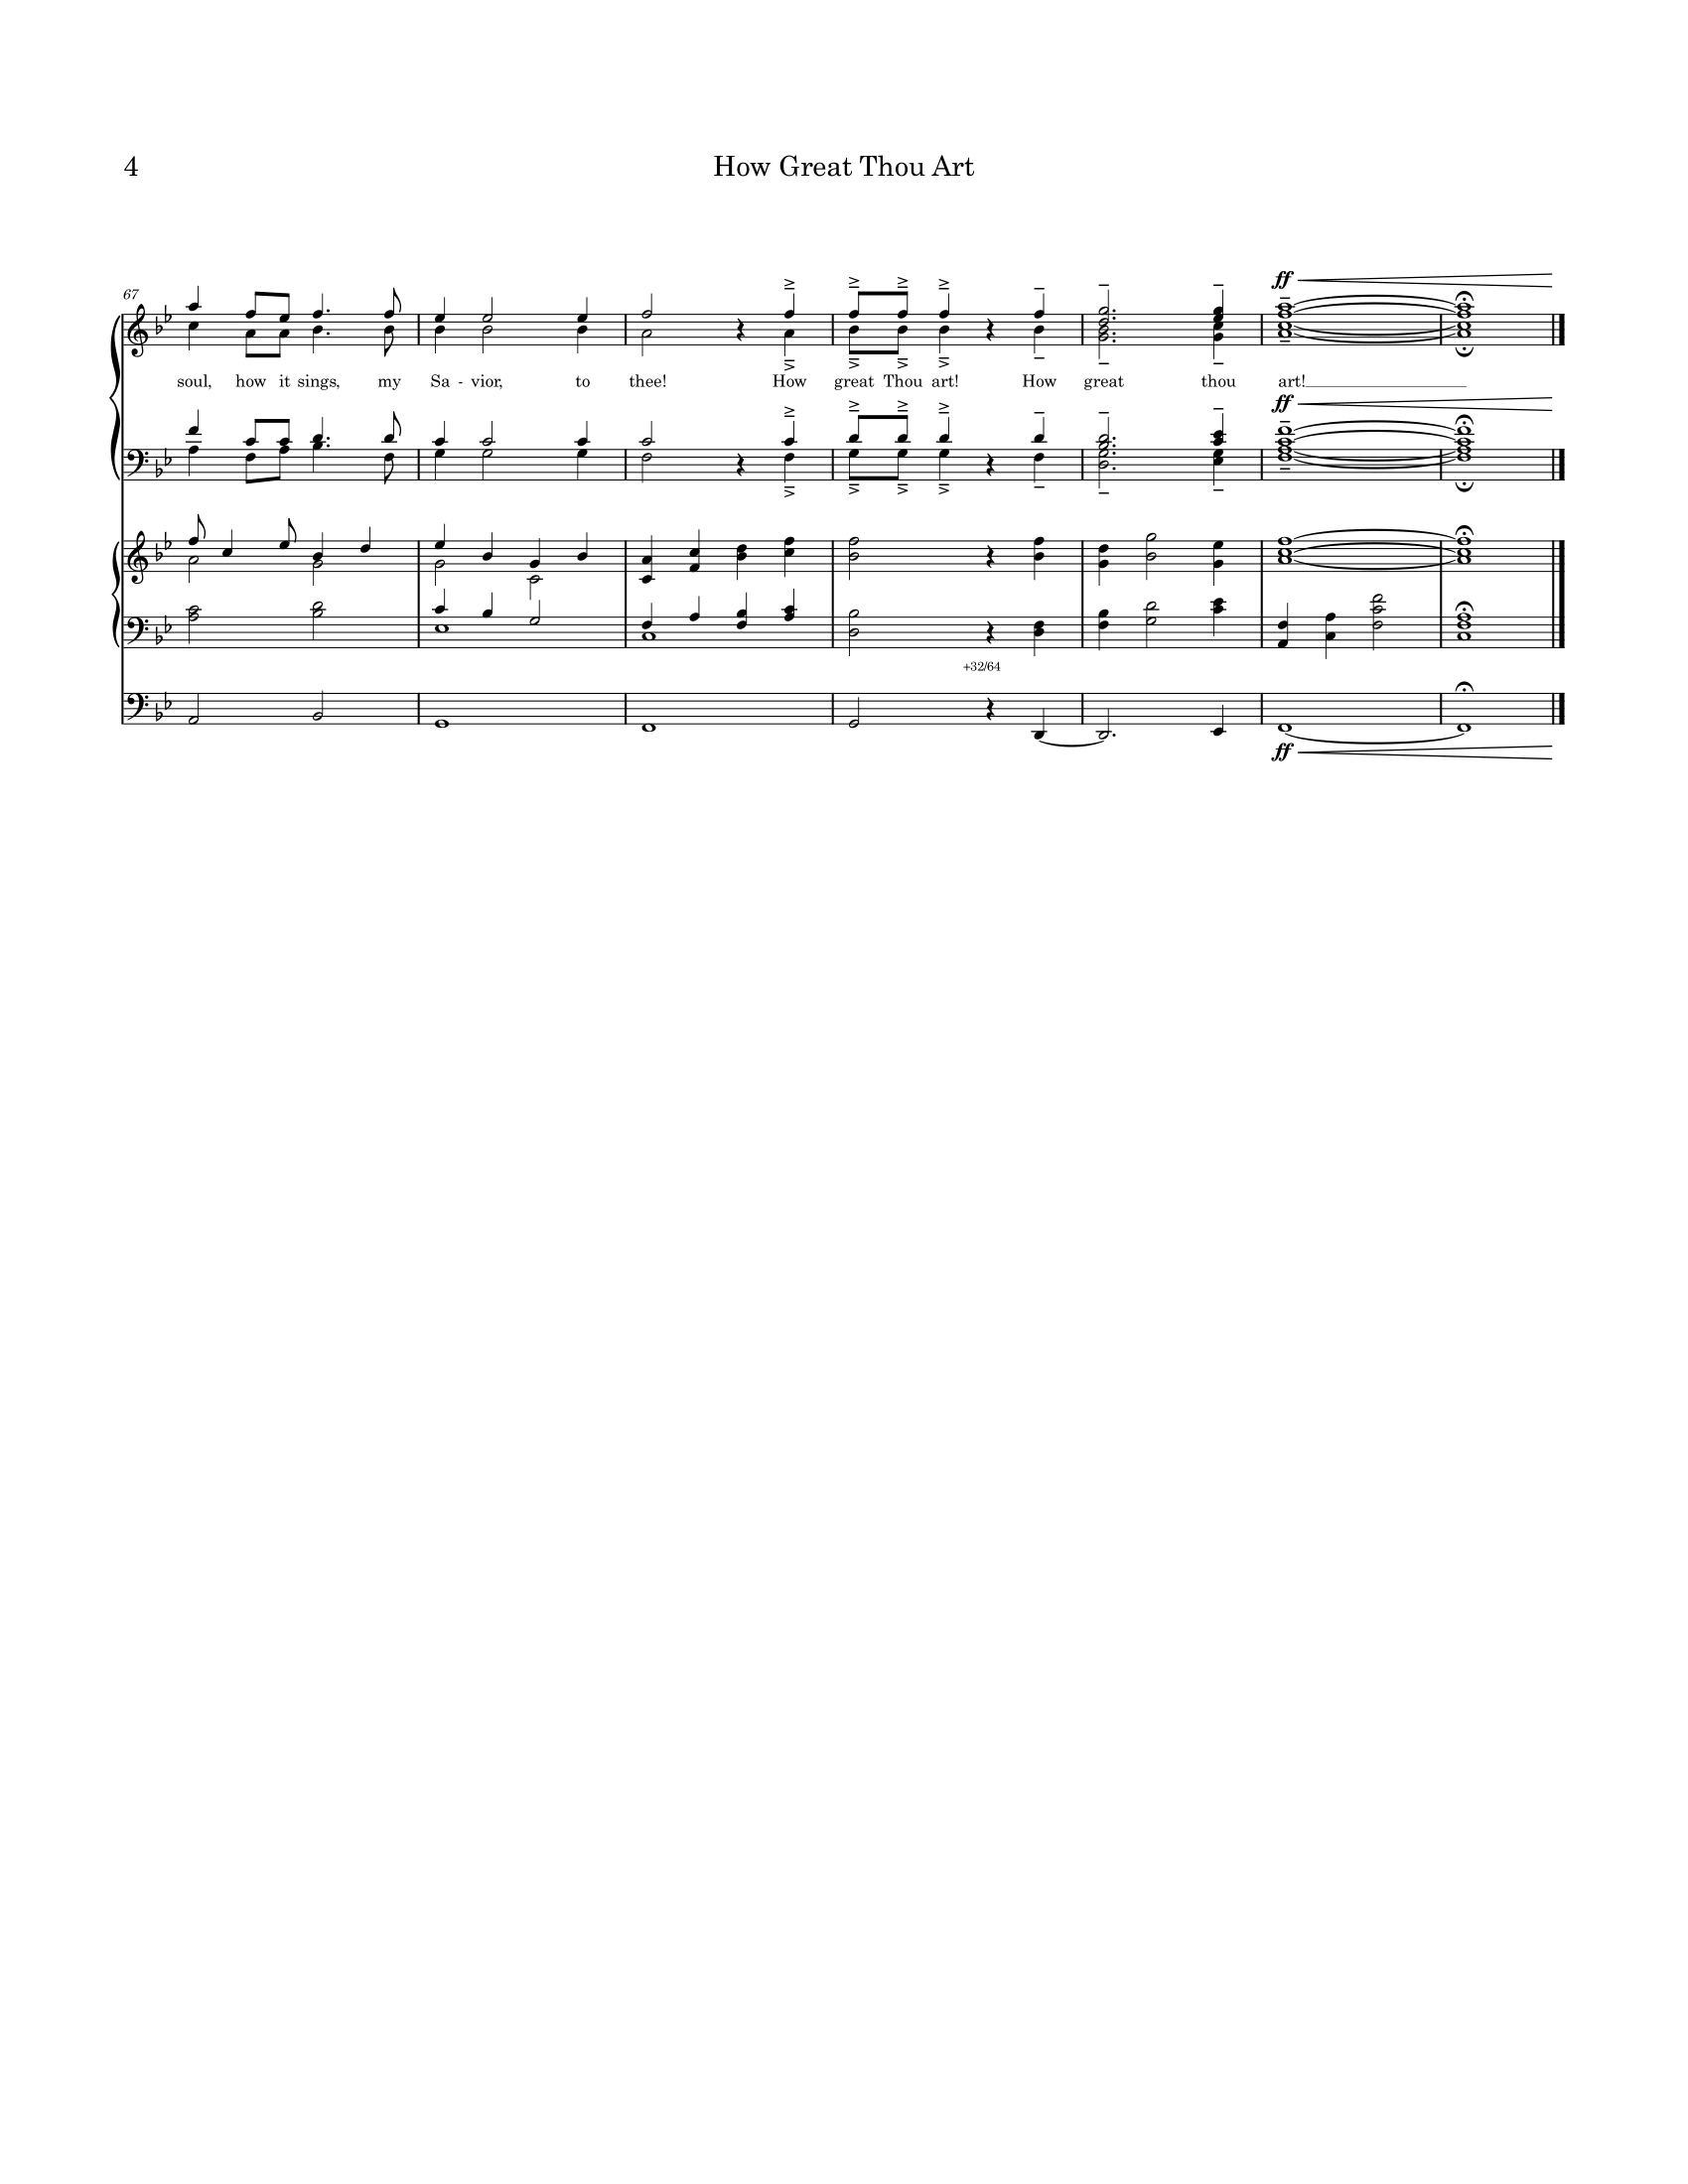 4 How Great Thou Art
ff
67
soul, how it sings, my Sa - vior, to thee! How great Thou art! How great thou art!
ff
+32/64
ff